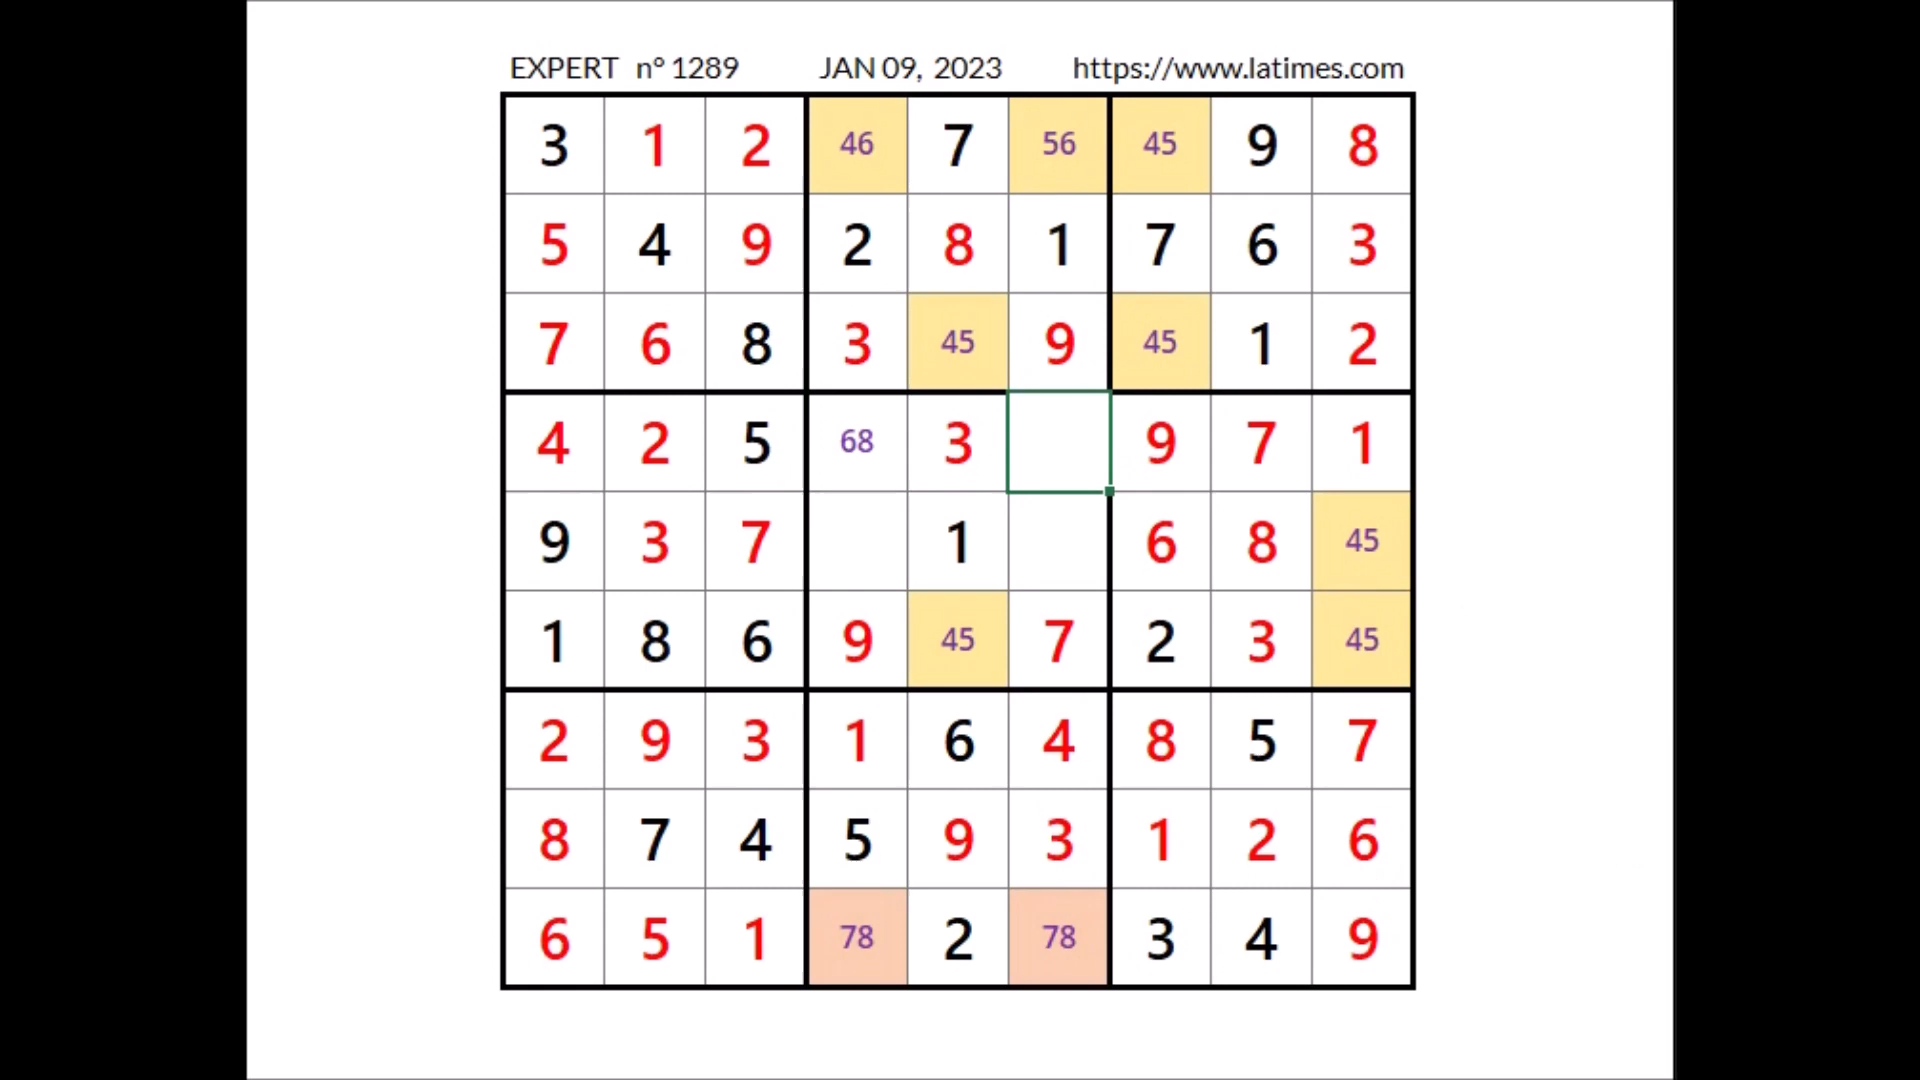 EXPERT n° 1289 JAN 09, 2023 https://www.latimes.com
3 1 2 46 7 56 45 9 8
5 4 9 2 8 1 7 6 3
7 6 8 3 45 9 45 1 2
4 2 5 68 3 9 7 1
9 3 7 1 6 8 45
1 8 6 9 45 7 2 3 45
2 9 3 1 6 4 8 5 7
8 7 4 5 9 3 1 2 6
6 5 1 78 2 78 3 4 9